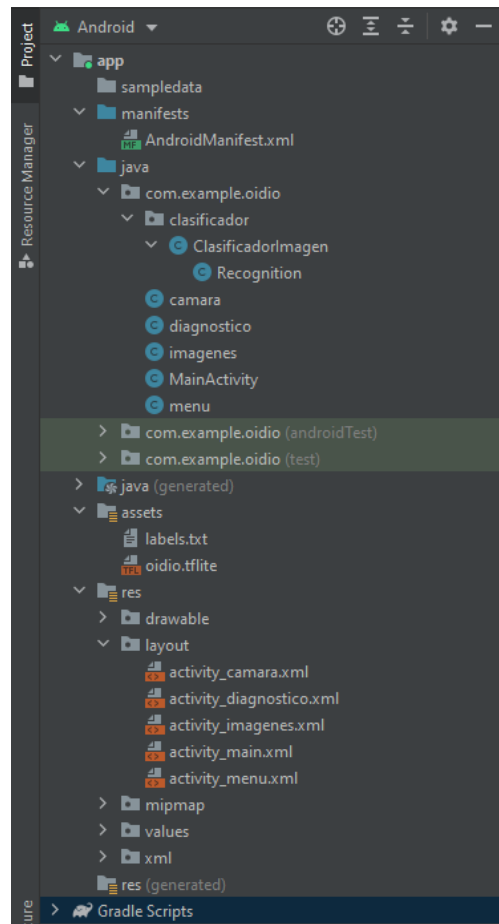 Android
Project
Resource Manager
app
sampledata
manifests
AndroidManifest.xml
java
com.example.oidio
clasificador
ClasificadorImagen
Recognition
camara
diagnostico
imagenes
MainActivity
menu
com.example.oidio (androidTest)
com.example.oidio (test)
java (generated)
assets
labels.txt
oidio.tflite
res
drawable
layout
activity_camara.xml
activity_diagnostico.xml
activity_imagenes.xml
activity_main.xml
activity_menu.xml
mipmap
values
xml
res (generated)
Gradle Scripts